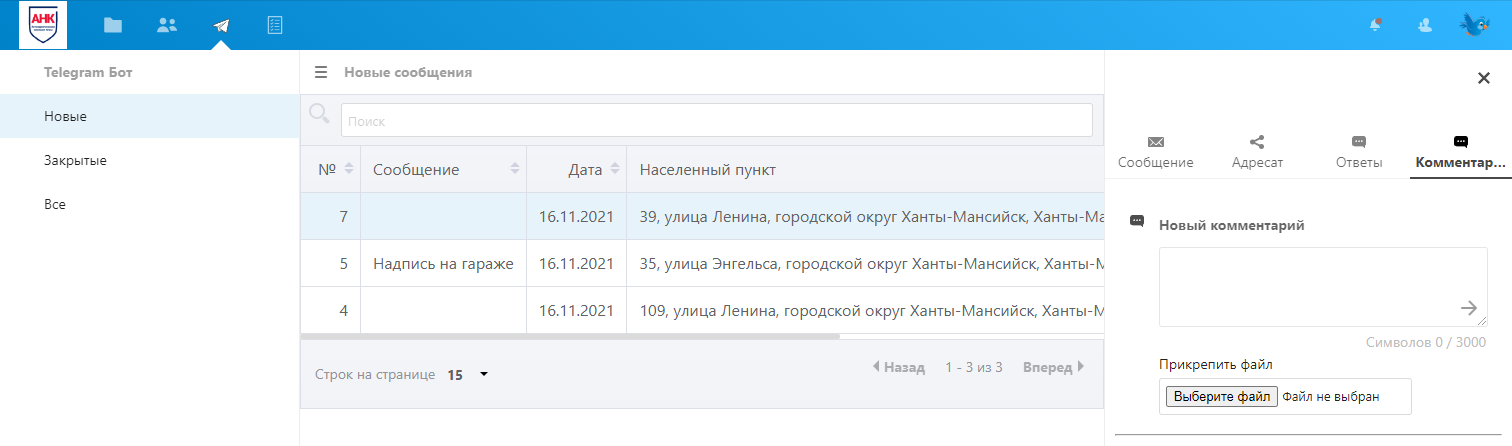 АНК
Telegram Бот
Новые
Закрытые
Все
Новые сообщения
Поиск
№ Сообщение Дата Населенный пункт
7 16.11.2021 39, улица Ленина, городской округ Ханты-Мансийск, Ханты-Ма
5 Надпись на гараже 16.11.2021 35, улица Энгельса, городской округ Ханты-Мансийск, Ханты-М
4 16.11.2021 109, улица Ленина, городской округ Ханты-Мансийск, Ханты-М
Строк на странице 15 Назад 1 - 3 из 3 Вперед
Сообщение Адресат Ответы Комментар...
Новый комментарий
Символов 0 / 3000
Прикрепить файл
Выберите файл Файл не выбран